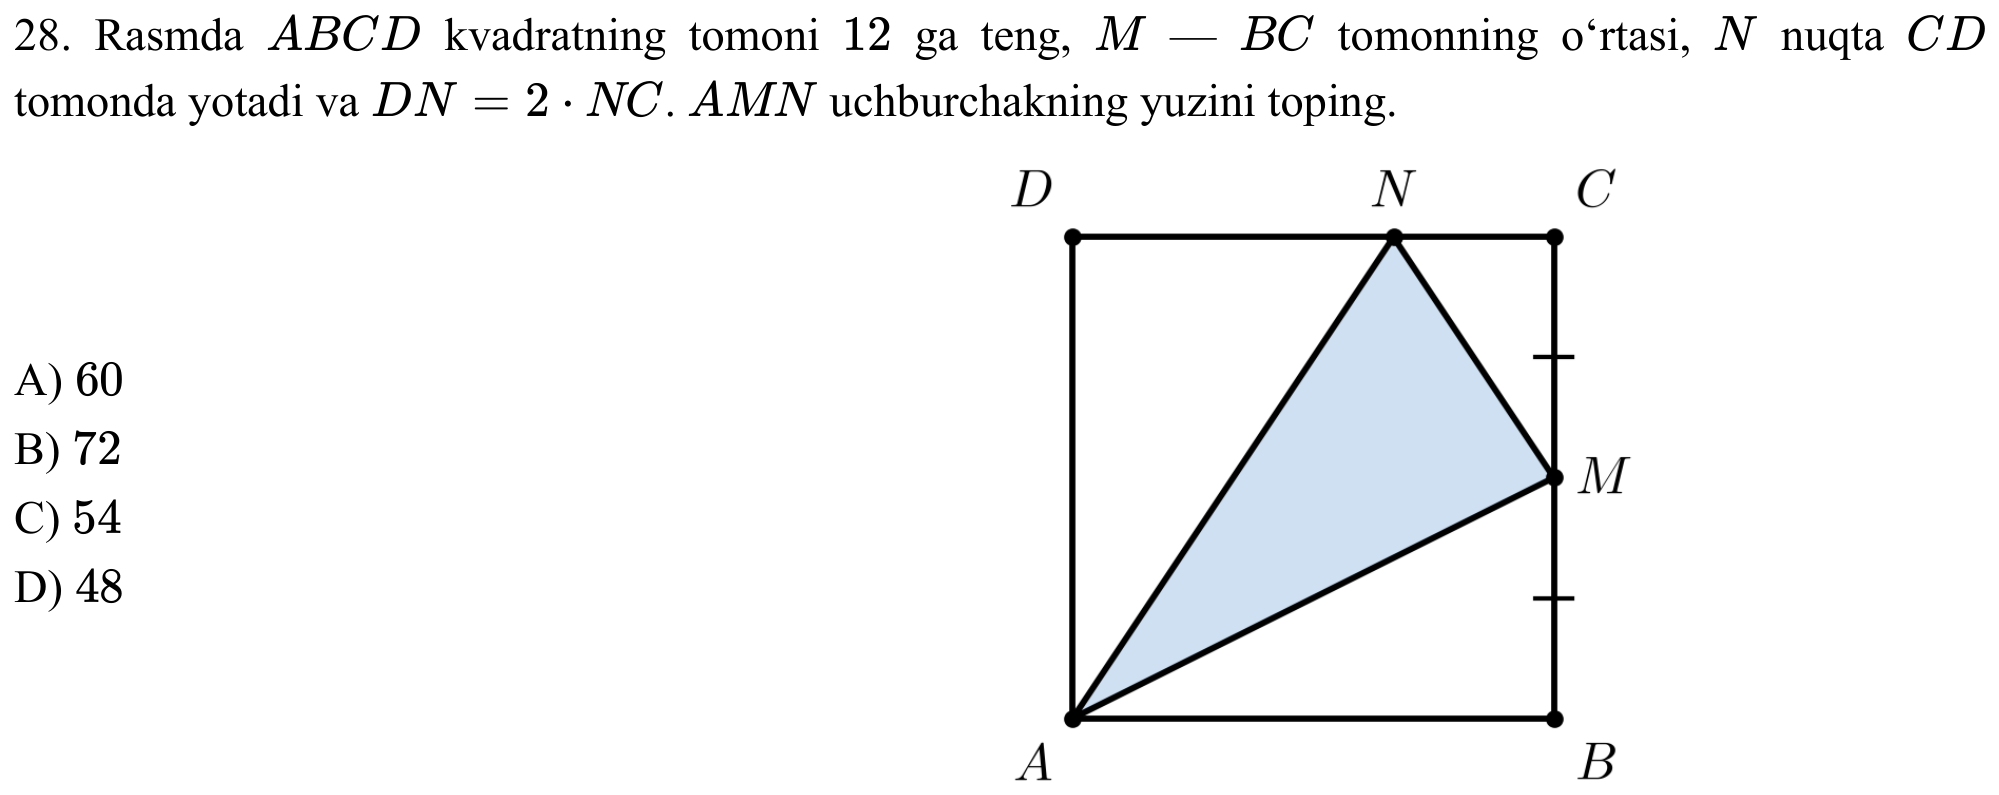 28. Rasmda ABCD kvadratning tomoni 12 ga teng, M — BC tomonning o‘rtasi, N nuqta CD
tomonda yotadi va DN = 2 · NC. AMN uchburchakning yuzini toping.
D N C
A) 60
B) 72
M
C) 54
D) 48
A B